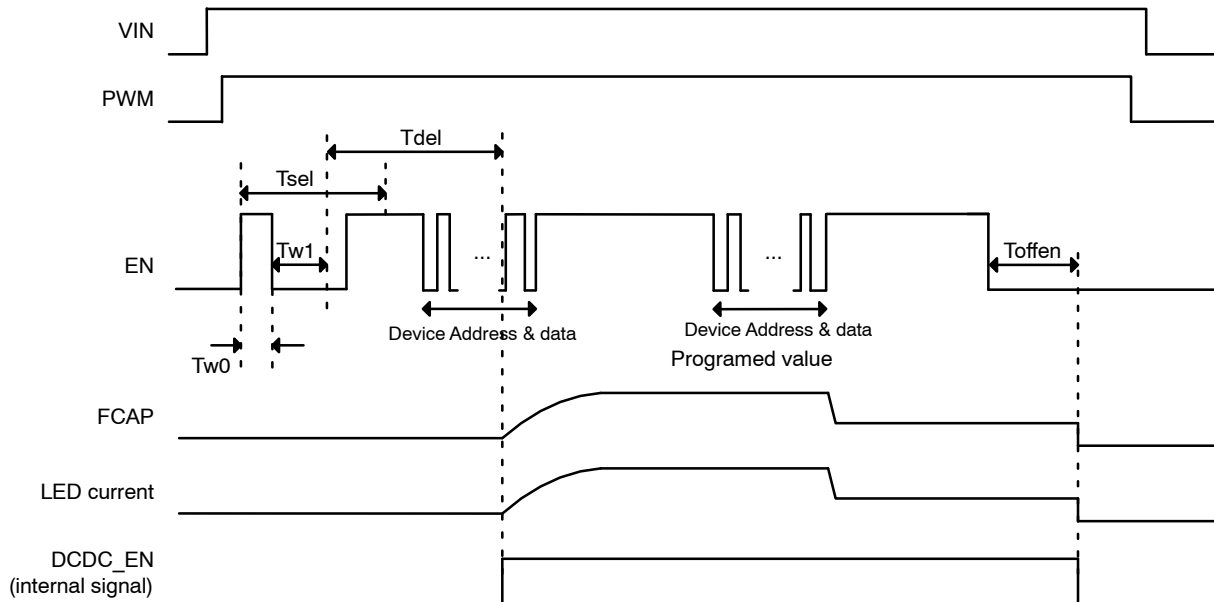 VIN
PWM
Tdel
Tsel
Tw1
...
...
Toffen
EN
Device Address & data
Device Address & data
Tw0
Programed value
FCAP
LED current
DCDC_EN
(internal signal)